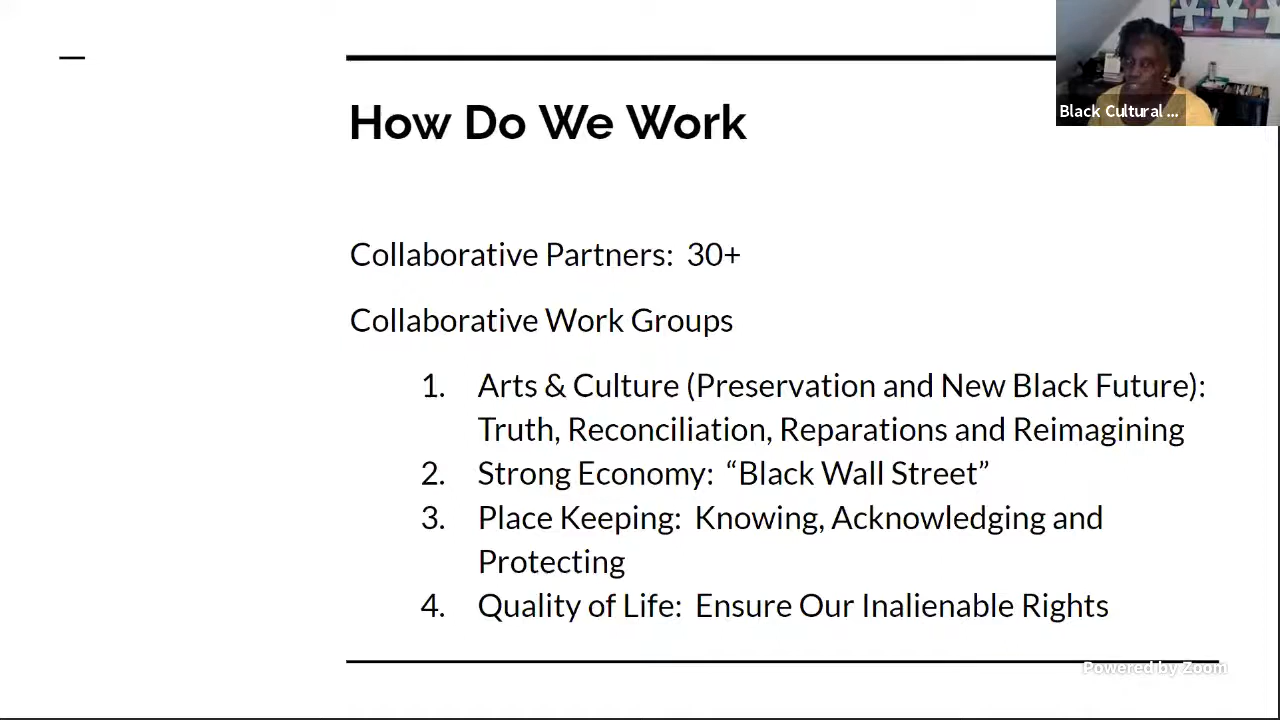 How Do We Work
Black Cultural ...
Collaborative Partners:  30+
Collaborative Work Groups
1. Arts & Culture (Preservation and New Black Future):
Truth, Reconciliation, Reparations and Reimagining
2. Strong Economy:  “Black Wall Street”
3. Place Keeping:  Knowing, Acknowledging and
Protecting
4. Quality of Life:  Ensure Our Inalienable Rights
Powered by Zoom